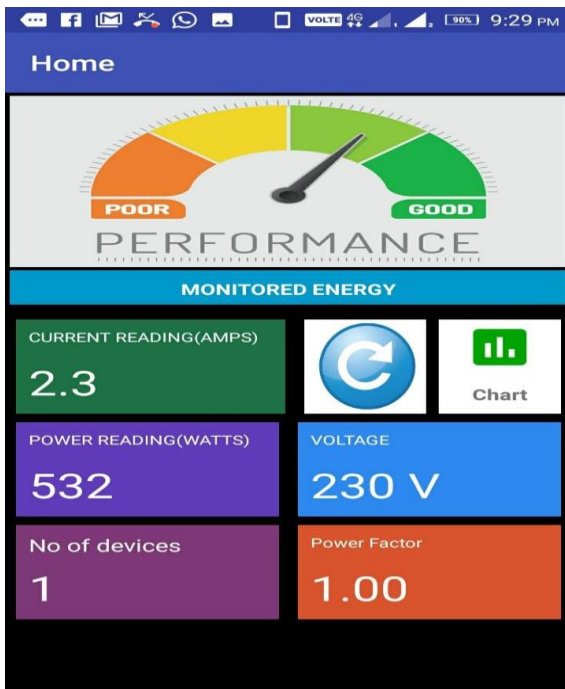 VOLTE 4G 90% 9:29 PM
Home
POOR GOOD
PERFORMANCE
MONITORED ENERGY
CURRENT READING(AMPS)
2.3
Chart
POWER READING(WATTS)
532
VOLTAGE
230 V
No of devices
1
Power Factor
1.00